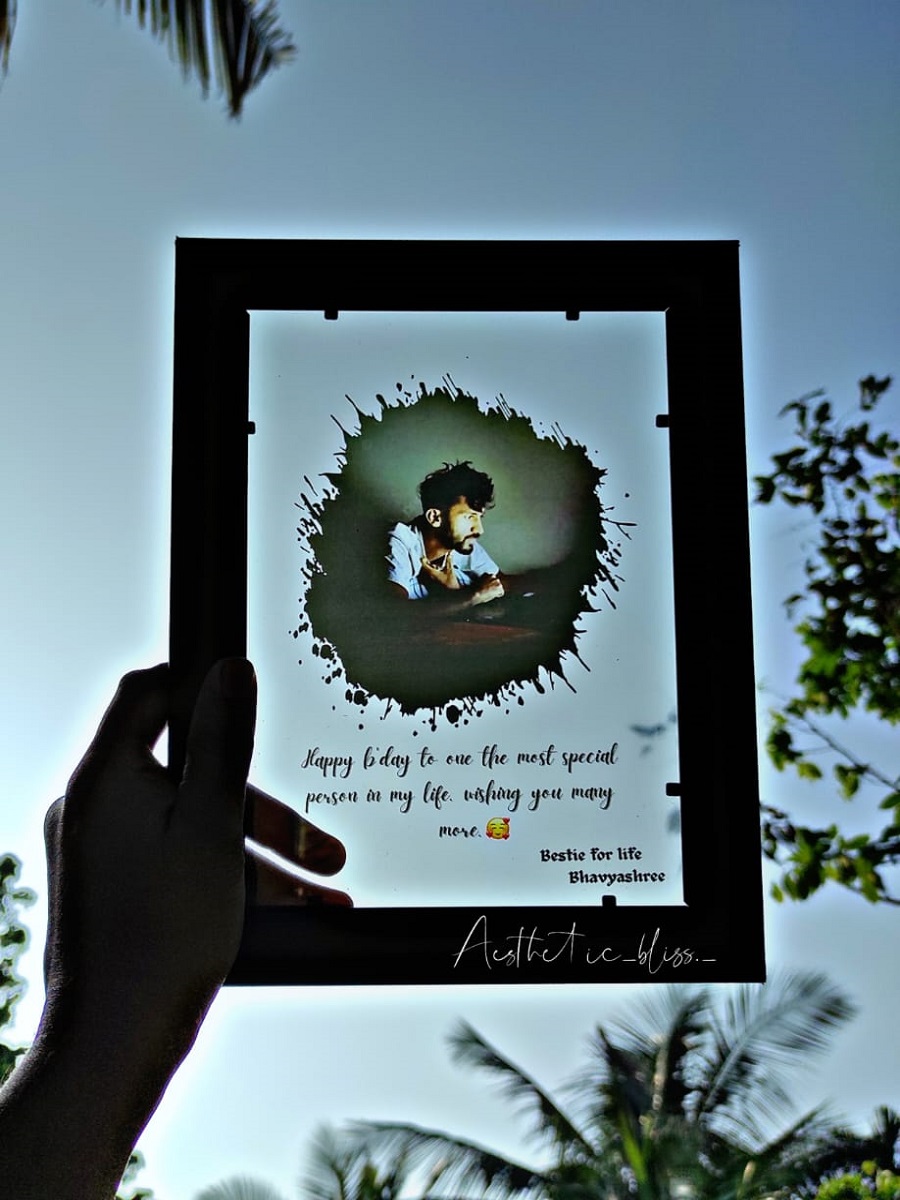 Happy b'day to one the most special
person in my life. wishing you many
more.🥰
Bestie for life
Bhavyashree
Aesthetic_bliss._